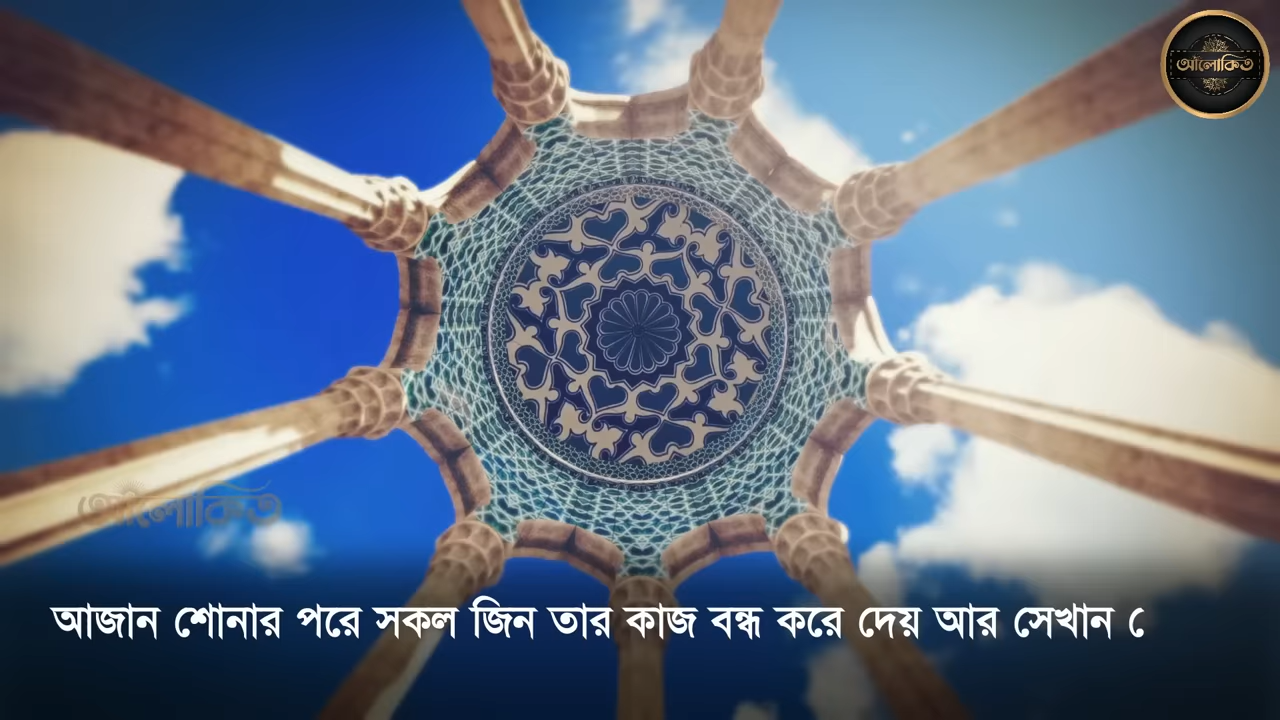 আলোকিত
আলোকিত
আজান শোনার পরে সকল জিন তার কাজ বন্ধ করে দেয় আর সেখান ে